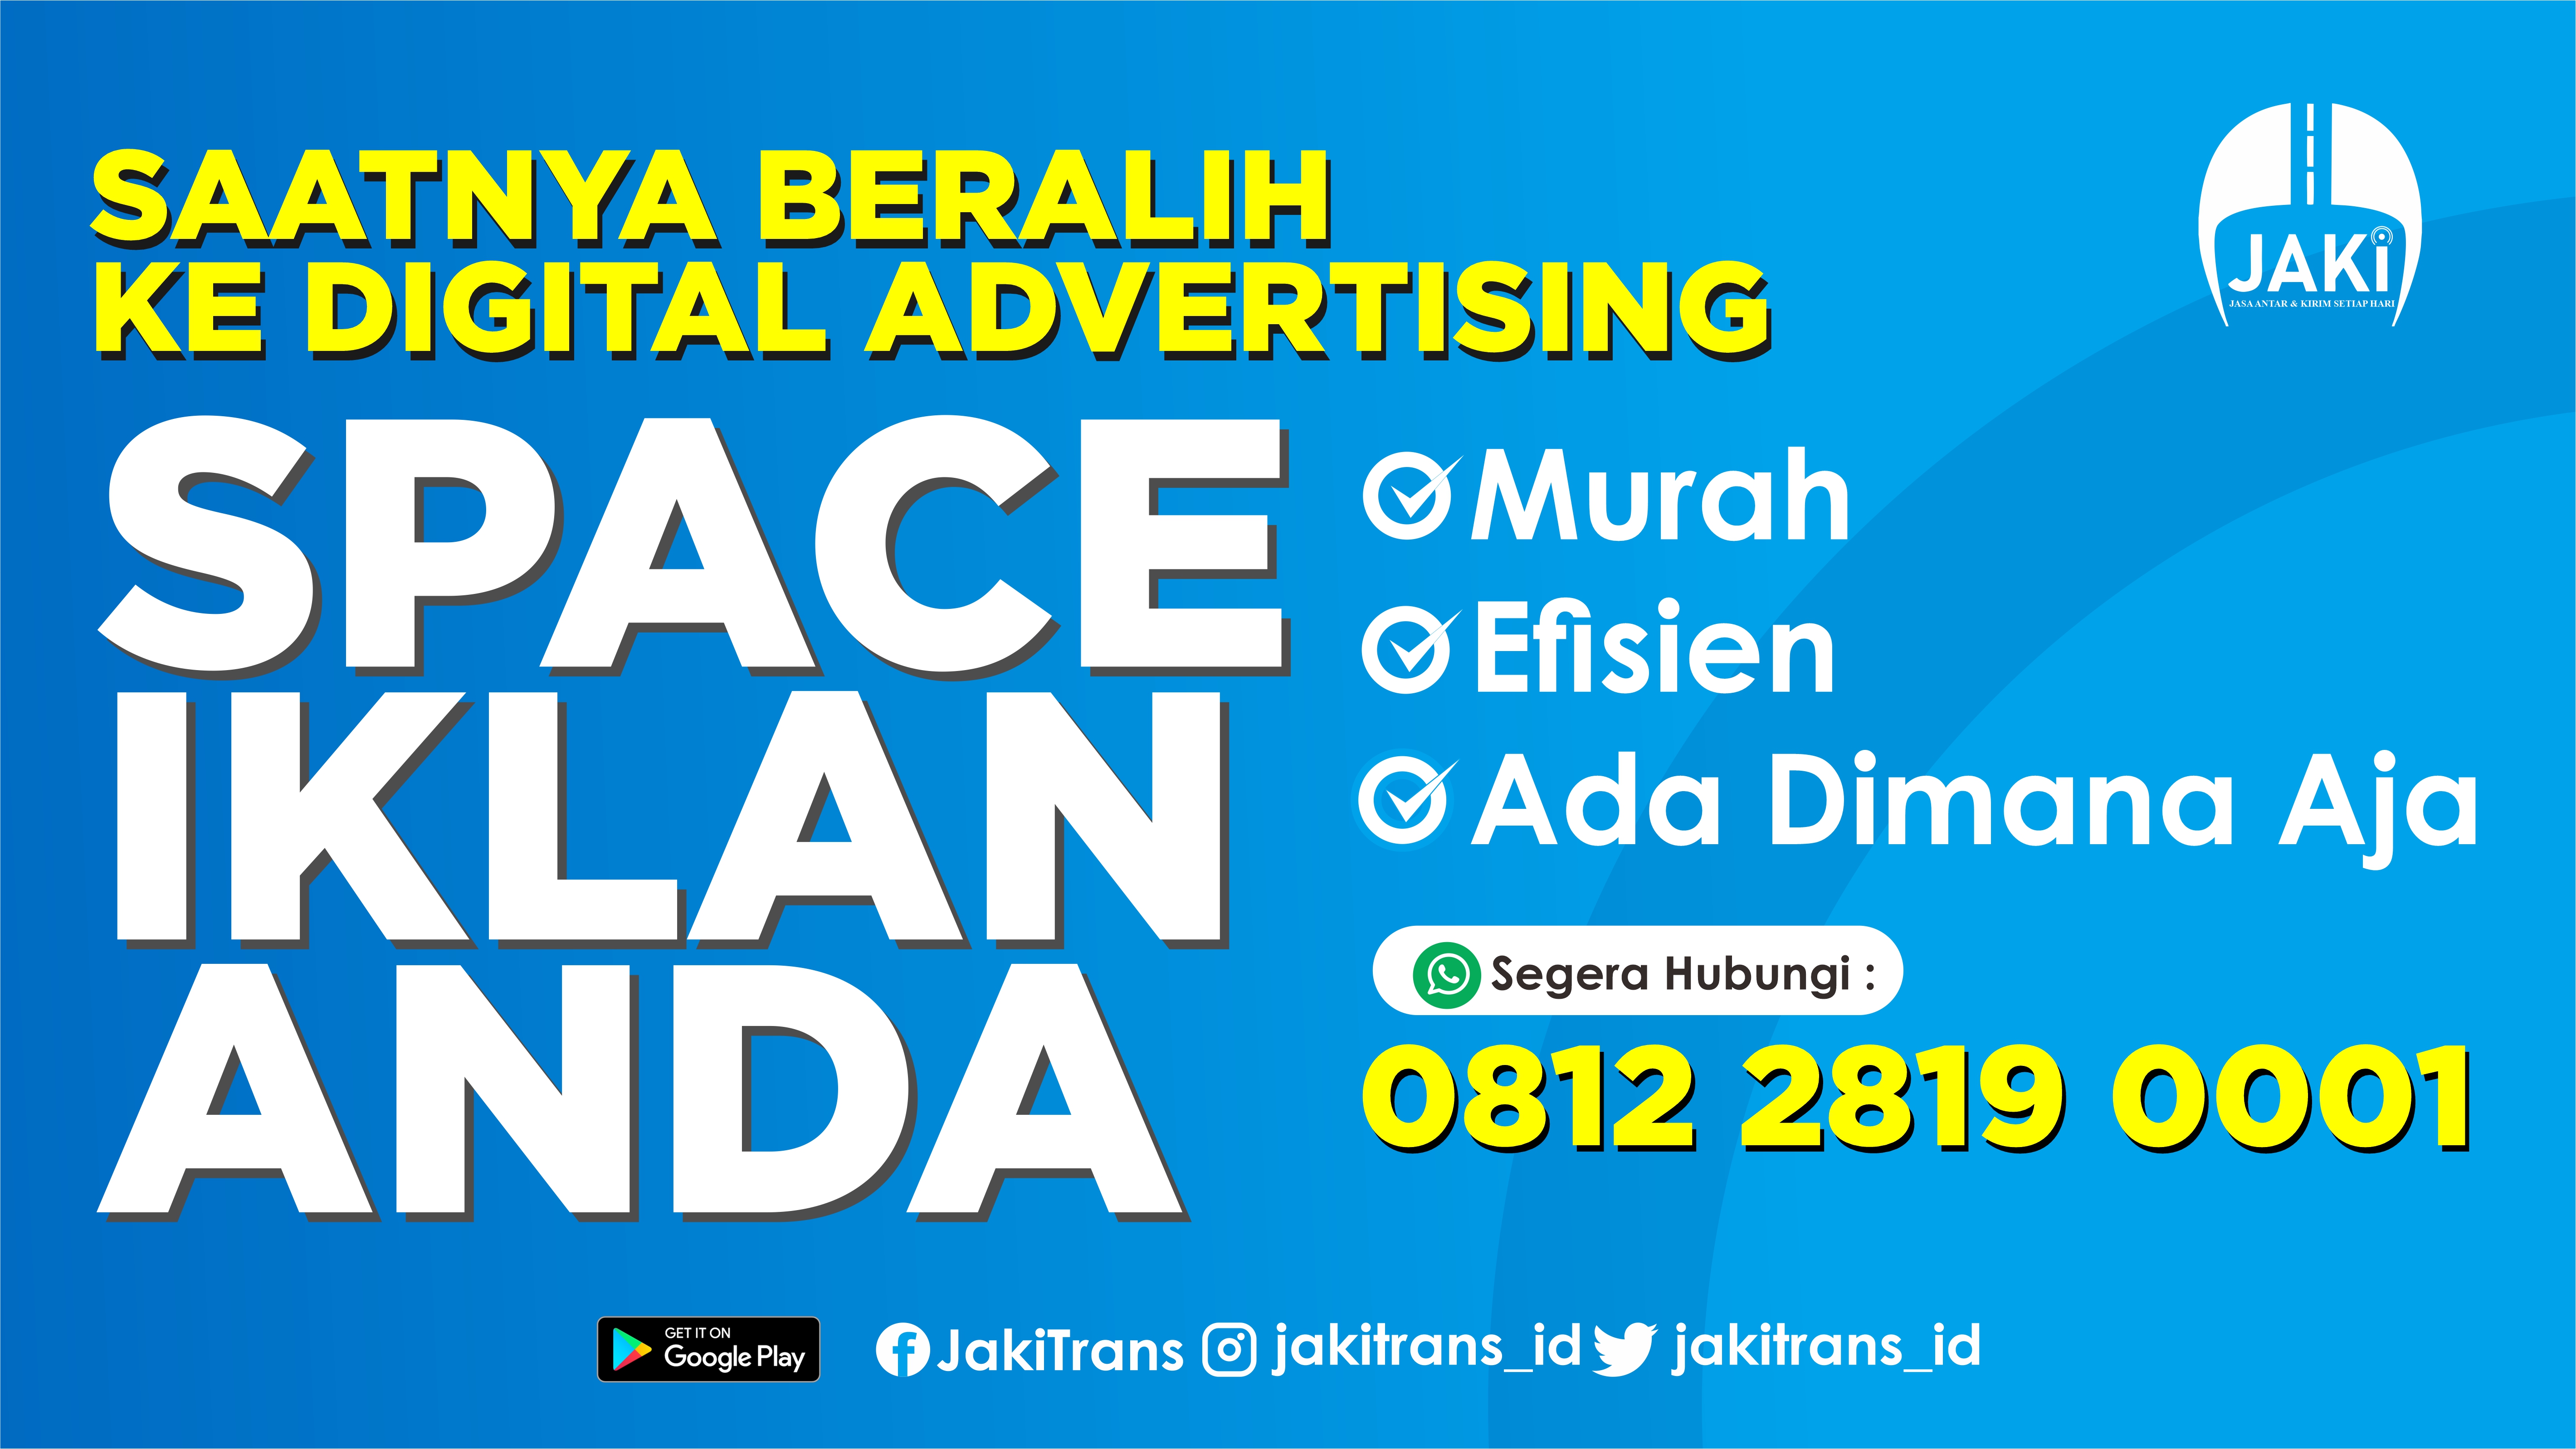 SAATNYA BERALIH
KE DIGITAL ADVERTISING
JAKi
JASA ANTAR & KIRIM SETIAP HARI
SPACE
IKLAN
ANDA
Murah
Efisien
Ada Dimana Aja
Segera Hubungi :
0812 2819 0001
GET IT ON
Google Play
JakiTrans
jakitrans_id
jakitrans_id